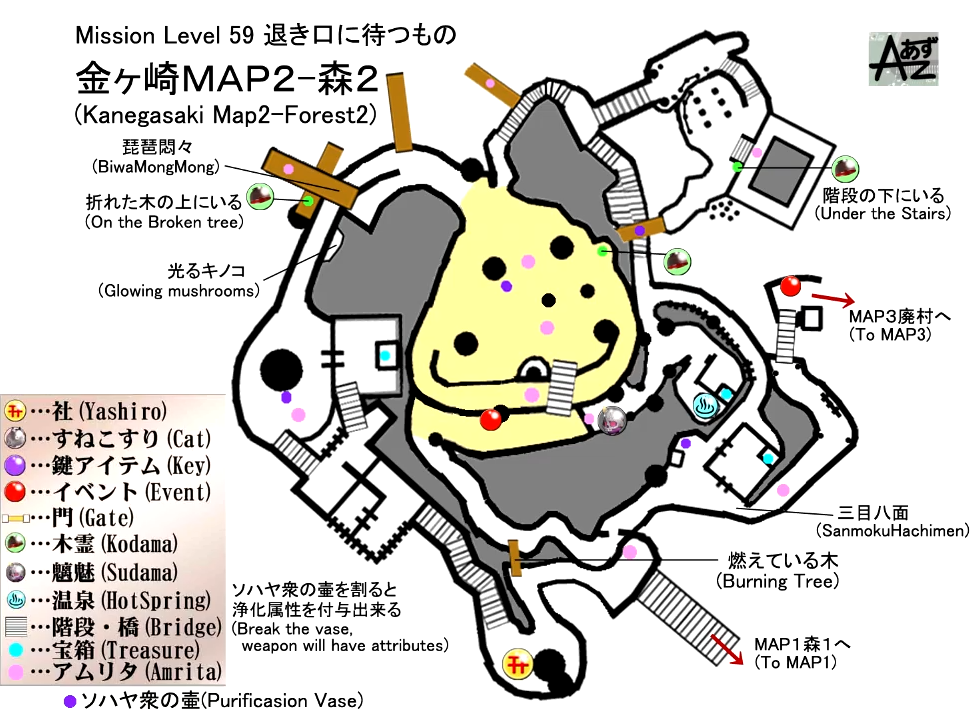 Mission Level 59 退き口に待つもの
金ヶ崎MAP2-森2
(Kanegasaki Map2-Forest2)
あず
AZ
琵琶悶々
(BiwaMongMong)
折れた木の上にいる
(On the Broken tree)
光るキノコ
(Glowing mushrooms)
階段の下にいる
(Under the Stairs)
MAP3廃村へ
(To MAP3)
…社(Yashiro)
…すねこすり(Cat)
…鍵アイテム(Key)
…イベント(Event)
…門(Gate)
…木霊(Kodama)
…魑魅(Sudama)
…温泉(HotSpring)
…階段・橋(Bridge)
…宝箱(Treasure)
…アムリタ(Amrita)
ソハヤ衆の壷(Purificasion Vase)
三目八面
(SanmokuHachimen)
燃えている木
(Burning Tree)
ソハヤ衆の壷を割ると
浄化属性を付与出来る
(Break the vase,
weapon will have attributes)
MAP1森1へ
(To MAP1)